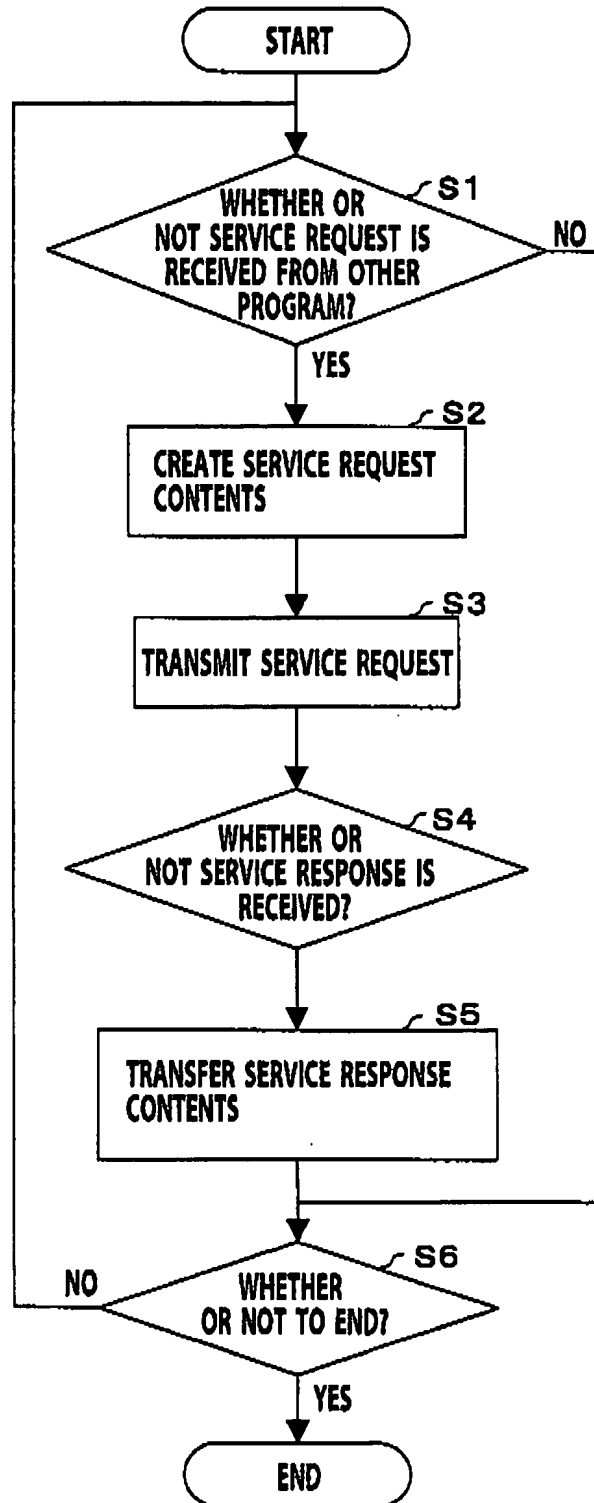 START
S1
WHETHER OR
NOT SERVICE REQUEST IS
RECEIVED FROM OTHER
PROGRAM?
NO
YES
S2
CREATE SERVICE REQUEST
CONTENTS
S3
TRANSMIT SERVICE REQUEST
S4
WHETHER OR
NOT SERVICE RESPONSE IS
RECEIVED?
S5
TRANSFER SERVICE RESPONSE
CONTENTS
S6
NO
WHETHER
OR NOT TO END?
YES
END